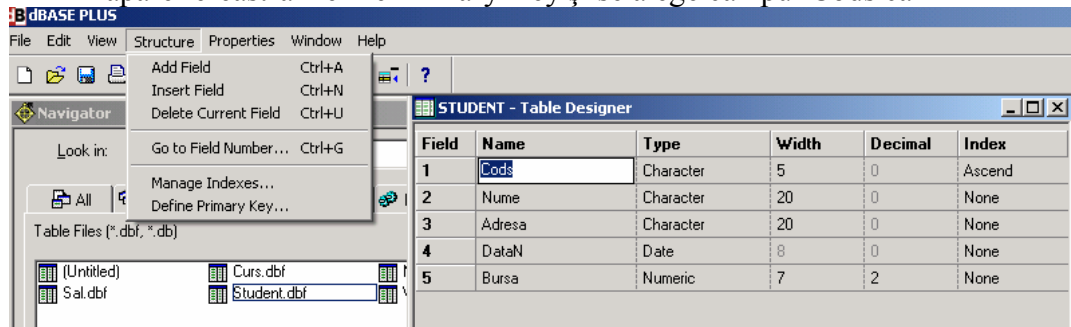 dBASE PLUS
File Edit View Structure Properties Window Help
Add Field Ctrl+A
Insert Field Ctrl+N
Delete Current Field Ctrl+U
Go to Field Number... Ctrl+G
Manage Indexes...
Define Primary Key...
?
Navigator
Look in:
All
Table Files (*.dbf, *.db)
(Untitled) Curs.dbf
Sal.dbf Student.dbf
STUDENT - Table Designer
Field Name Type Width Decimal Index
1 Cods Character 5 0 Ascend
2 Nume Character 20 0 None
3 Adresa Character 20 0 None
4 DataN Date 8 0 None
5 Bursa Numeric 7 2 None